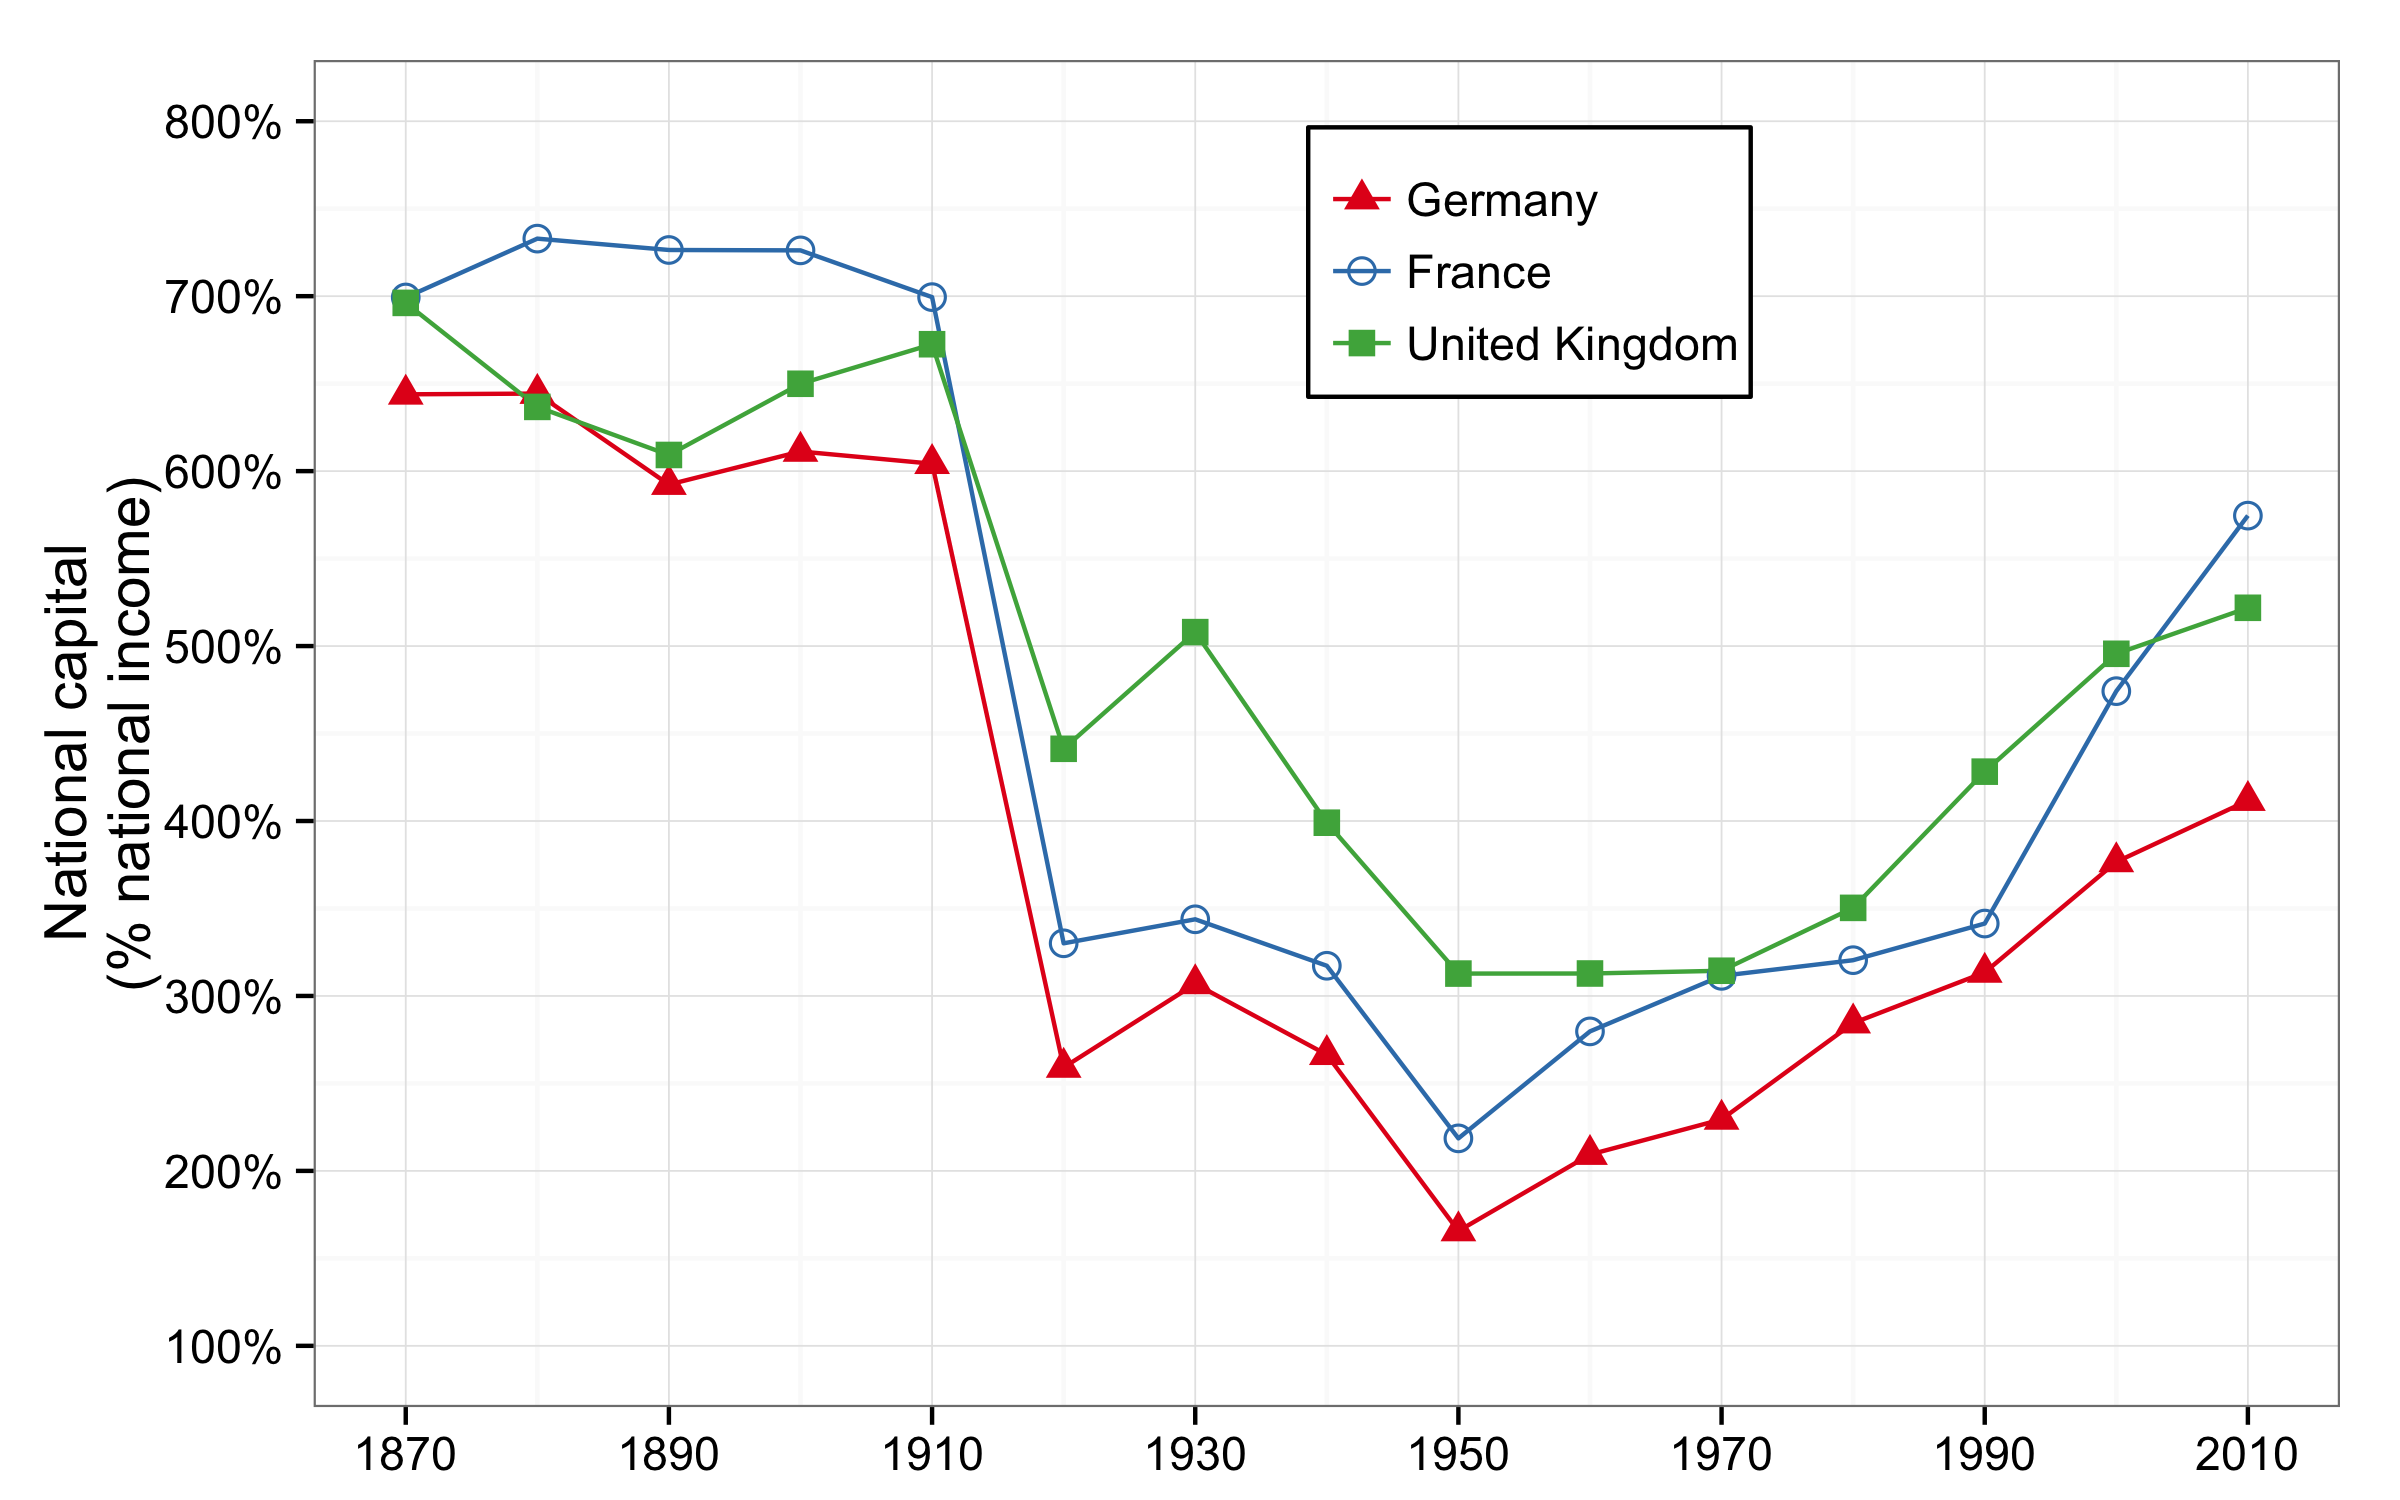 National capital
(% national income)
800%
700%
600%
500%
400%
300%
200%
100%
Germany
France
United Kingdom
1870 1890 1910 1930 1950 1970 1990 2010